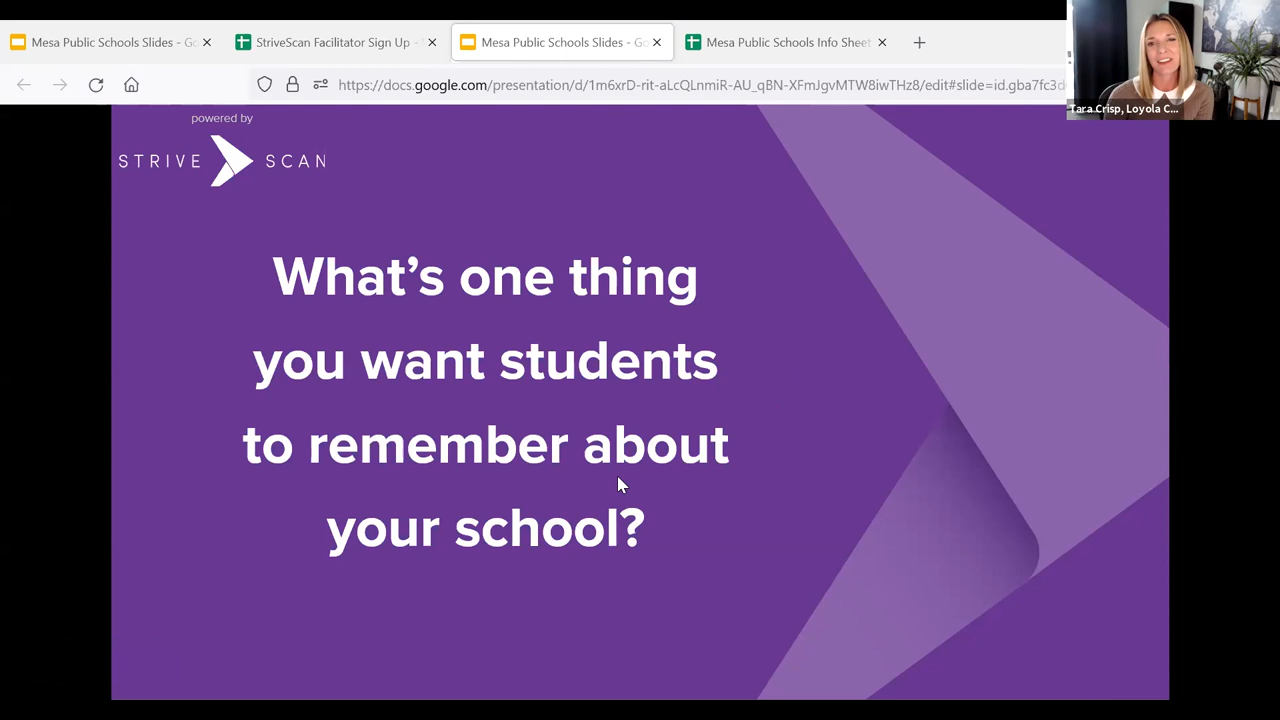 Mesa Public Schools Slides - Go
StriveScan Facilitator Sign Up -
Mesa Public Schools Slides - Go
Mesa Public Schools Info Sheet
https://docs.google.com/presentation/d/1m6xrD-rit-aLcQLnmiR-AU_qBN-XFmJgvMTW8iwTHz8/edit#slide=id.gba7fc3d
Tara Crisp, Loyola C...
powered by
STRIVE SCAN
What’s one thing
you want students
to remember about
your school?